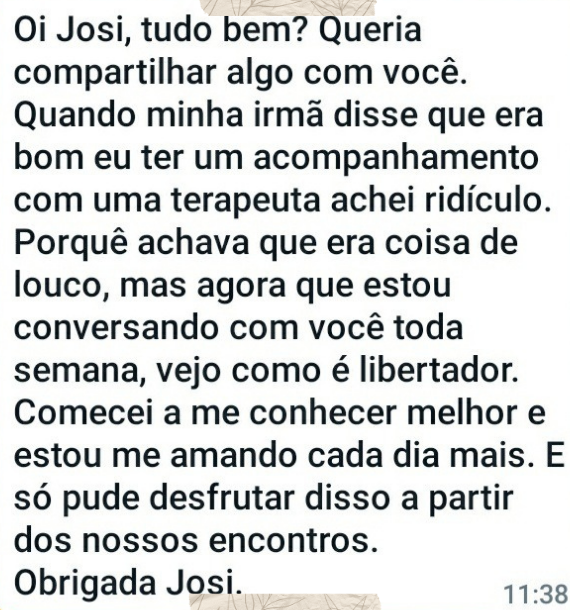 Oi Josi, tudo bem? Queria
compartilhar algo com você.
Quando minha irmã disse que era
bom eu ter um acompanhamento
com uma terapeuta achei ridículo.
Porquê achava que era coisa de
louco, mas agora que estou
conversando com você toda
semana, vejo como é libertador.
Comecei a me conhecer melhor e
estou me amando cada dia mais. E
só pude desfrutar disso a partir
dos nossos encontros.
Obrigada Josi.
11:38